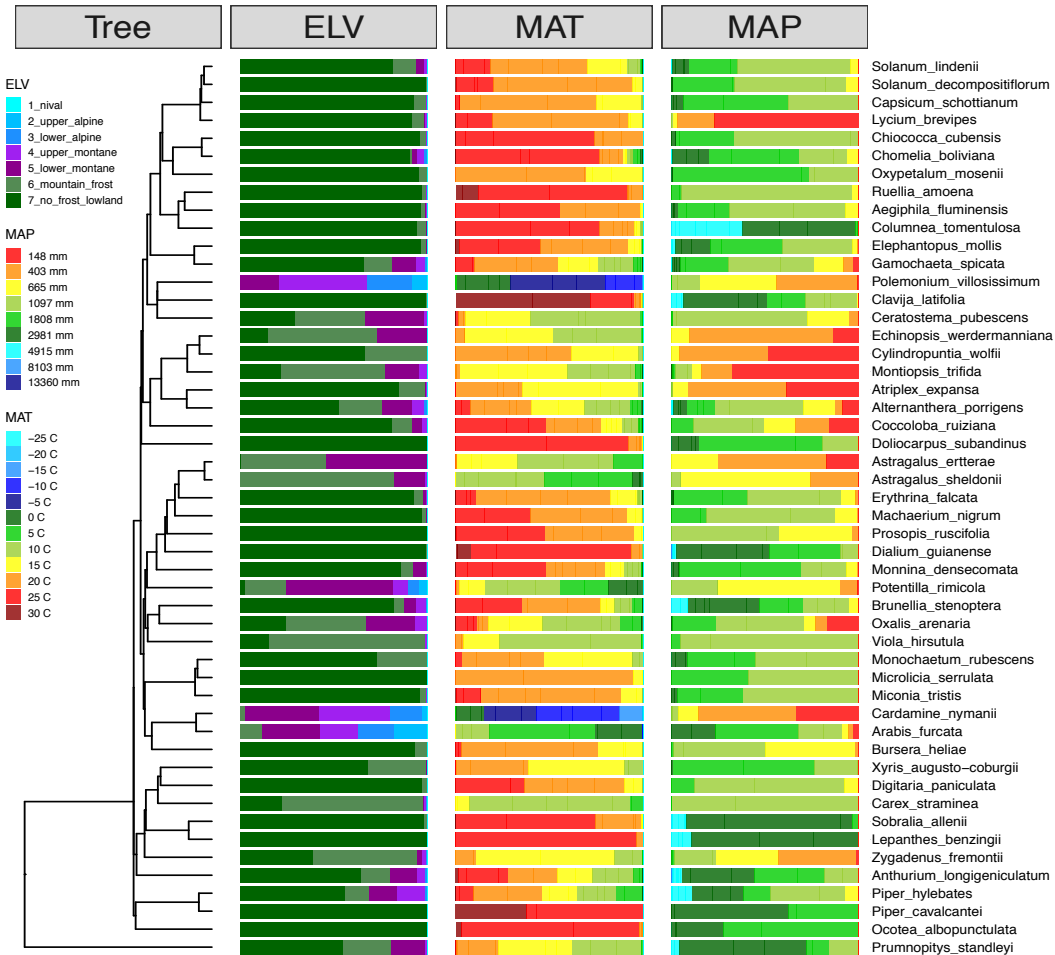 Tree
ELV
MAT
MAP
ELV
1_nival
2_upper_alpine
3_lower_alpine
4_upper_montane
5_lower_montane
6_mountain_frost
7_no_frost_lowland
MAP
148 mm
403 mm
665 mm
1097 mm
1808 mm
2981 mm
4915 mm
8103 mm
13360 mm
MAT
−25 C
−20 C
−15 C
−10 C
−5 C
0 C
5 C
10 C
15 C
20 C
25 C
30 C
Solanum_lindenii
Solanum_decompositiflorum
Capsicum_schottianum
Lycium_brevipes
Chiococca_cubensis
Chomelia_boliviana
Oxypetalum_mosenii
Ruellia_amoena
Aegiphila_fluminensis
Columnea_tomentulosa
Elephantopus_mollis
Gamochaeta_spicata
Polemonium_villosissimum
Clavija_latifolia
Ceratostema_pubescens
Echinopsis_werdermanniana
Cylindropuntia_wolfii
Montiopsis_trifida
Atriplex_expansa
Alternanthera_porrigens
Coccoloba_ruiziana
Doliocarpus_subandinus
Astragalus_ertterae
Astragalus_sheldonii
Erythrina_falcata
Machaerium_nigrum
Prosopis_ruscifolia
Dialium_guianense
Monnina_densecomata
Potentilla_rimicola
Brunellia_stenoptera
Oxalis_arenaria
Viola_hirsutula
Monochaetum_rubescens
Microlicia_serrulata
Miconia_tristis
Cardamine_nymanii
Arabis_furcata
Bursera_heliae
Xyris_augusto−coburgii
Digitaria_paniculata
Carex_straminea
Sobralia_allenii
Lepanthes_benzingii
Zygadenus_fremontii
Anthurium_longigeniculatum
Piper_hylebates
Piper_cavalcantei
Ocotea_albopunctulata
Prumnopitys_standleyi